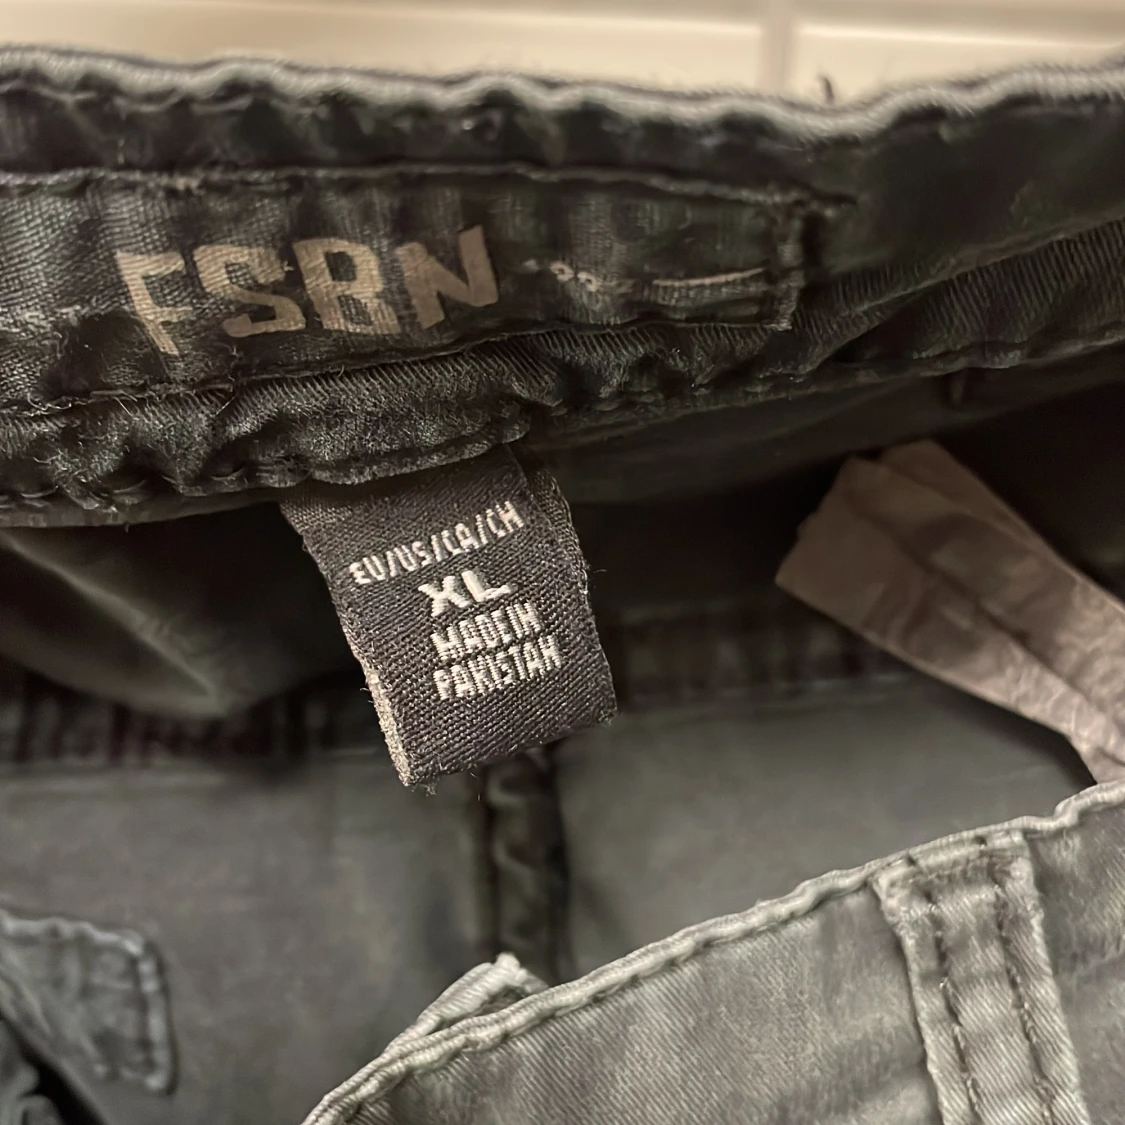 FSBN
EU/US/CA/CH
XL
MADE IN
PAKISTAN